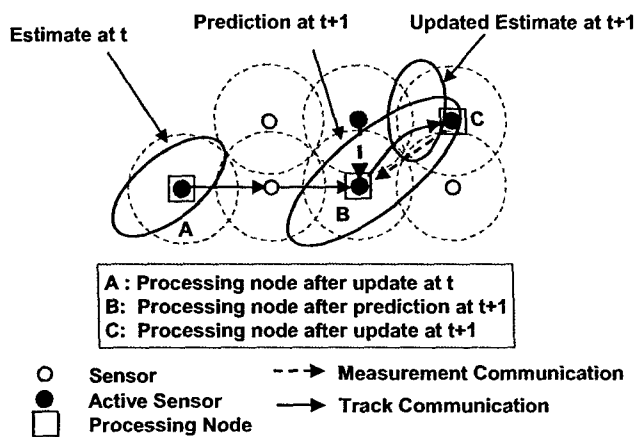 Estimate at t
Prediction at t+1
Updated Estimate at t+1
C
B
A
A : Processing node after update at t
B: Processing node after prediction at t+1
C: Processing node after update at t+1
Sensor
Active Sensor
Processing Node
Measurement Communication
Track Communication